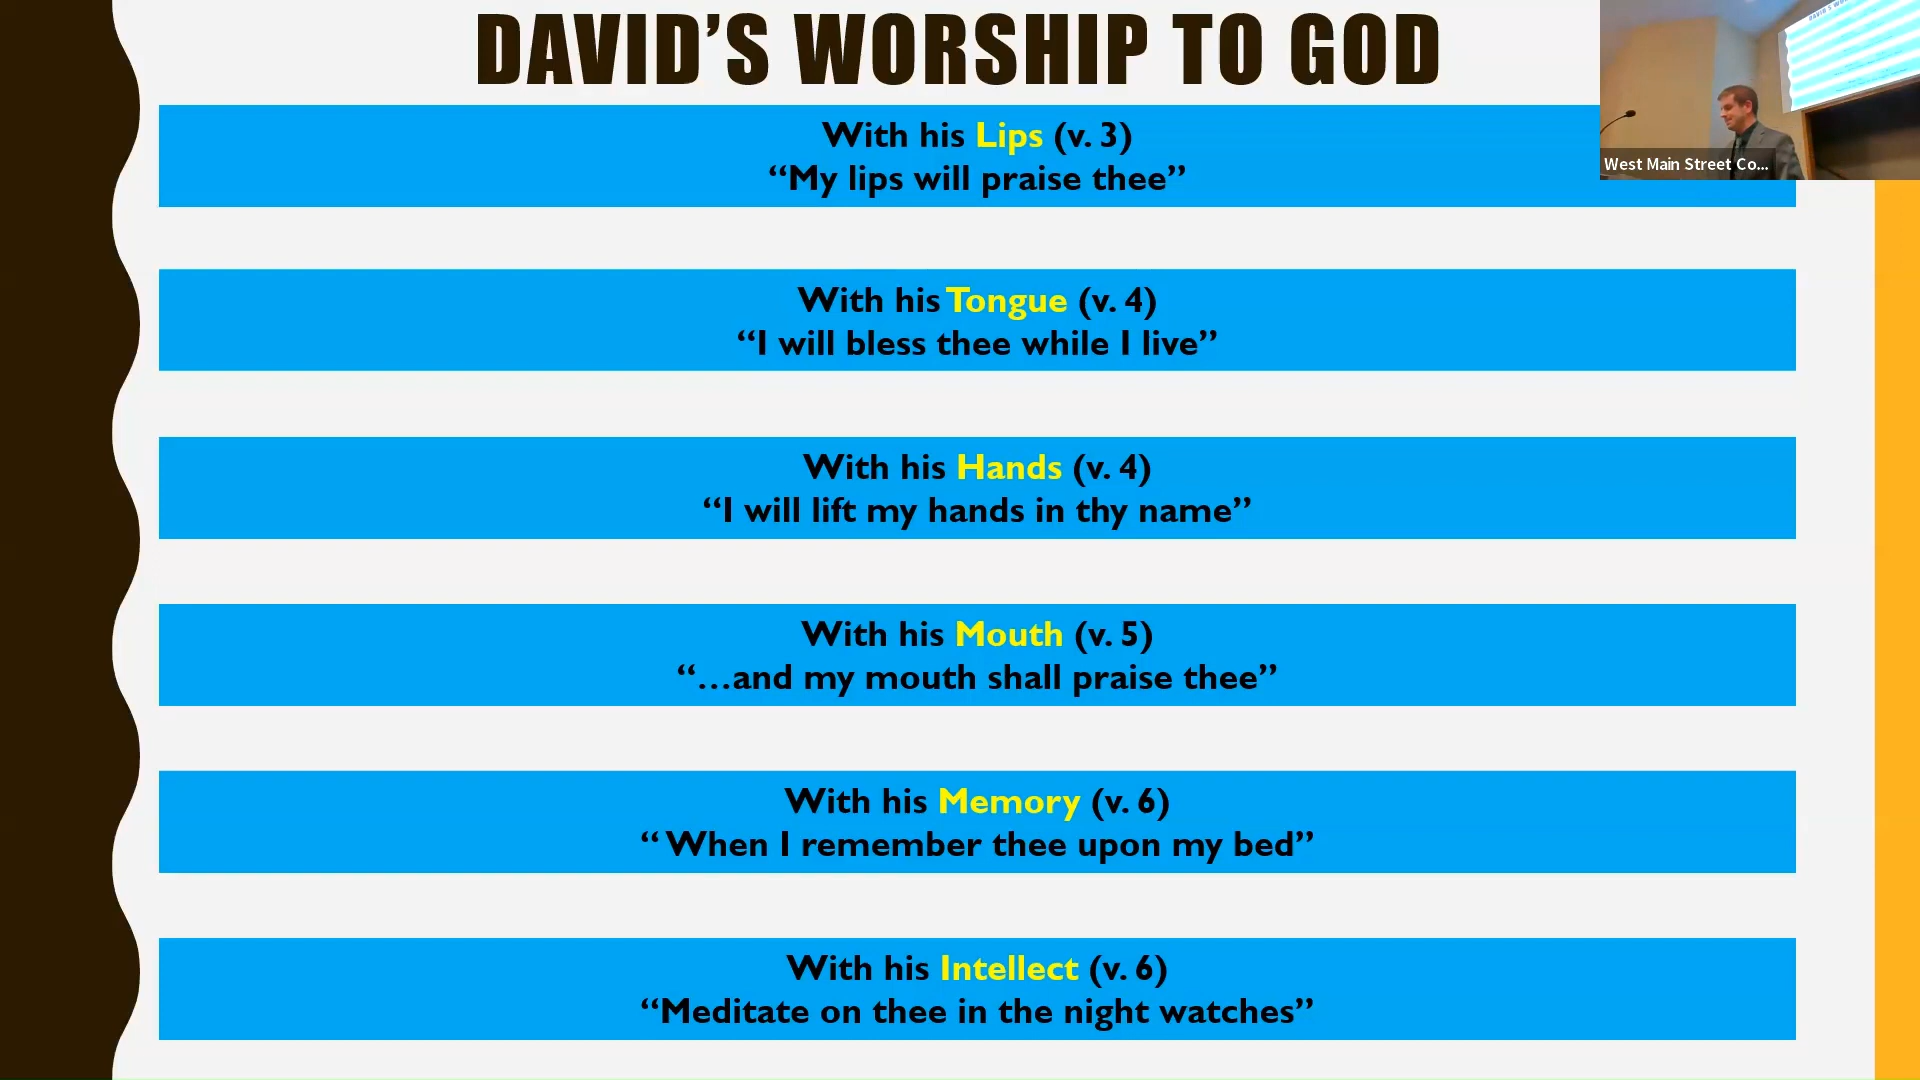 DAVID’S WORSHIP TO GOD
With his Lips (v. 3)
“My lips will praise thee”
West Main Street Co...
With his Tongue (v. 4)
“I will bless thee while I live”
With his Hands (v. 4)
“I will lift my hands in thy name”
With his Mouth (v. 5)
“…and my mouth shall praise thee”
With his Memory (v. 6)
“When I remember thee upon my bed”
With his Intellect (v. 6)
“Meditate on thee in the night watches”